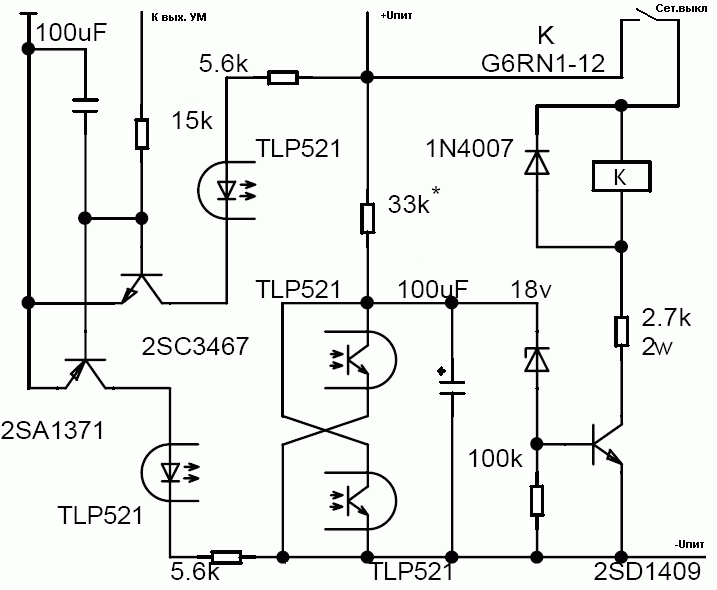 К вых. УМ
+Uпит
Сет.выкл
100uF
K
G6RN1-12
5.6k
15k
TLP521
1N4007
K
33k*
TLP521
100uF
18v
2.7k
2w
2SC3467
2SA1371
100k
TLP521
-Uпит
5.6k
TLP521
2SD1409